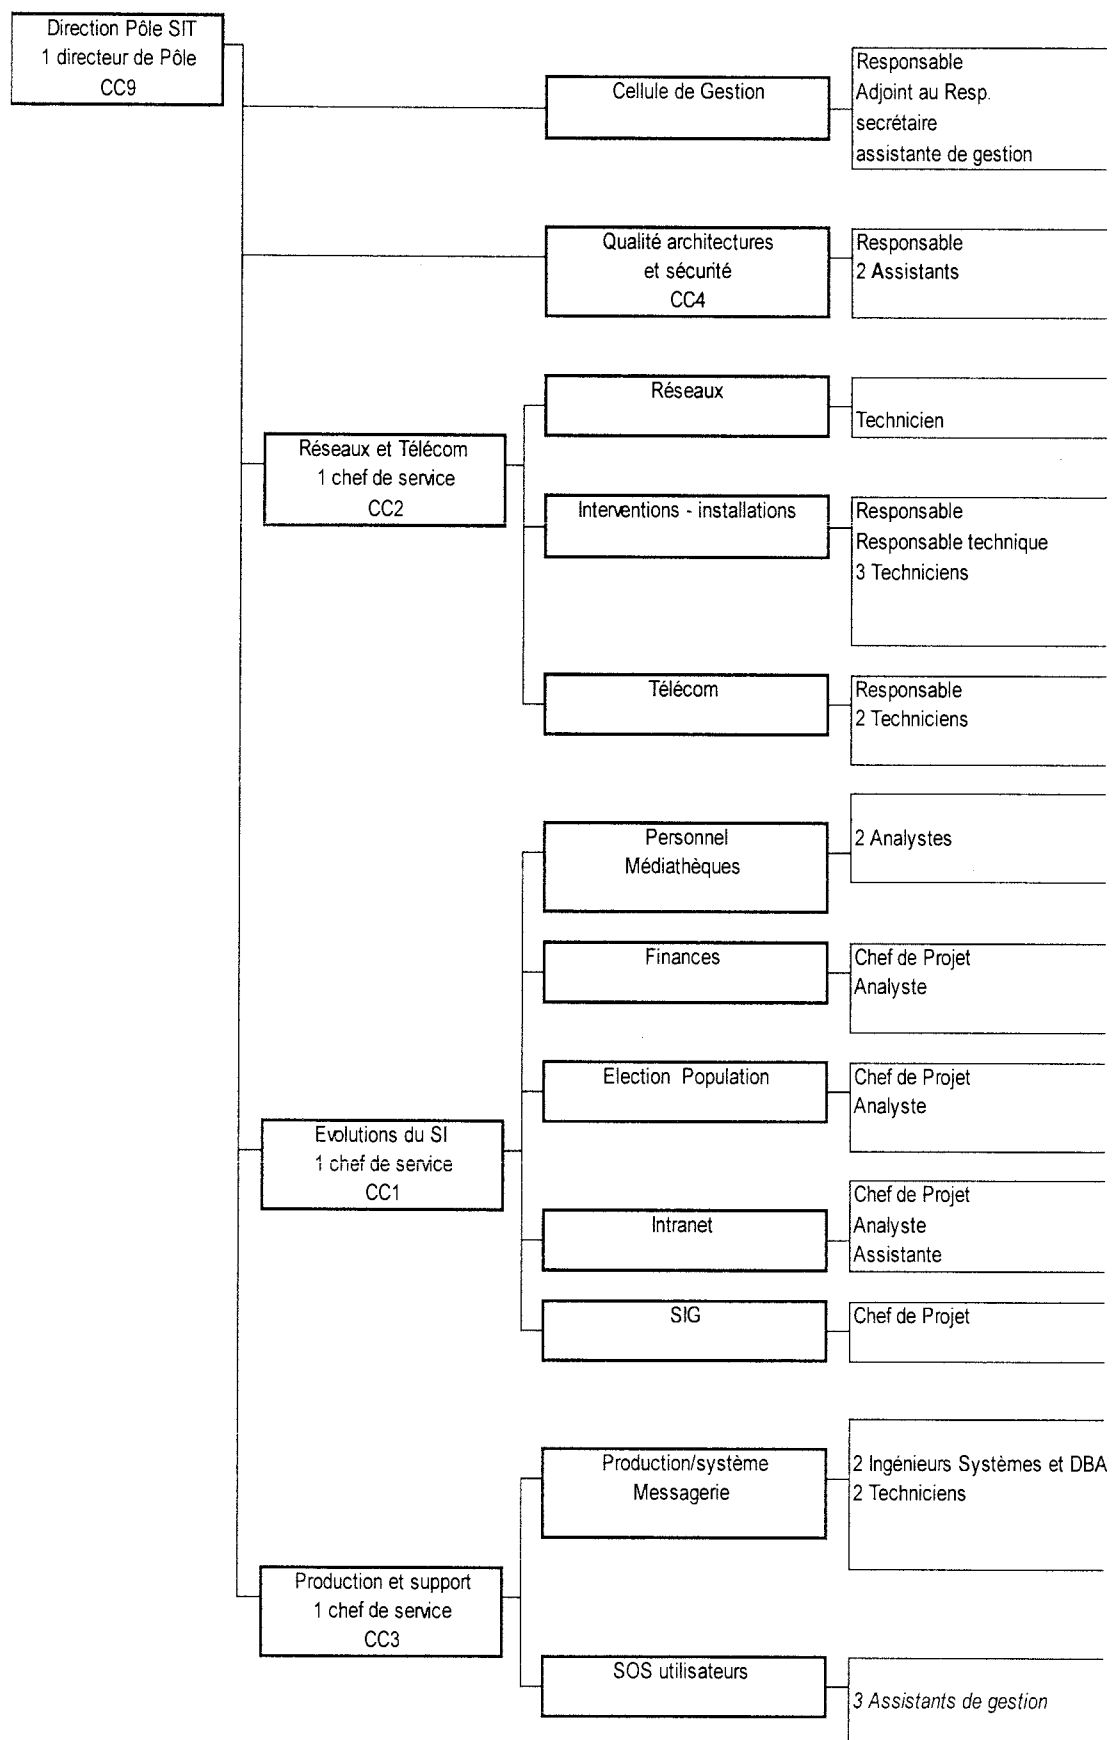 Direction Pôle SIT
1 directeur de Pôle
CC9
Cellule de Gestion
Responsable
Adjoint au Resp.
secrétaire
assistante de gestion
Qualité architectures
et sécurité
CC4
Responsable
2 Assistants
Réseaux et Télécom
1 chef de service
CC2
Réseaux
Technicien
Interventions - installations
Responsable
Responsable technique
3 Techniciens
Télécom
Responsable
2 Techniciens
Evolutions du SI
1 chef de service
CC1
Personnel
Médiathèques
2 Analystes
Finances
Chef de Projet
Analyste
Election Population
Chef de Projet
Analyste
Intranet
Chef de Projet
Analyste
Assistante
SIG
Chef de Projet
Production et support
1 chef de service
CC3
Production/système
Messagerie
2 Ingénieurs Systèmes et DBA
2 Techniciens
SOS utilisateurs
3 Assistants de gestion